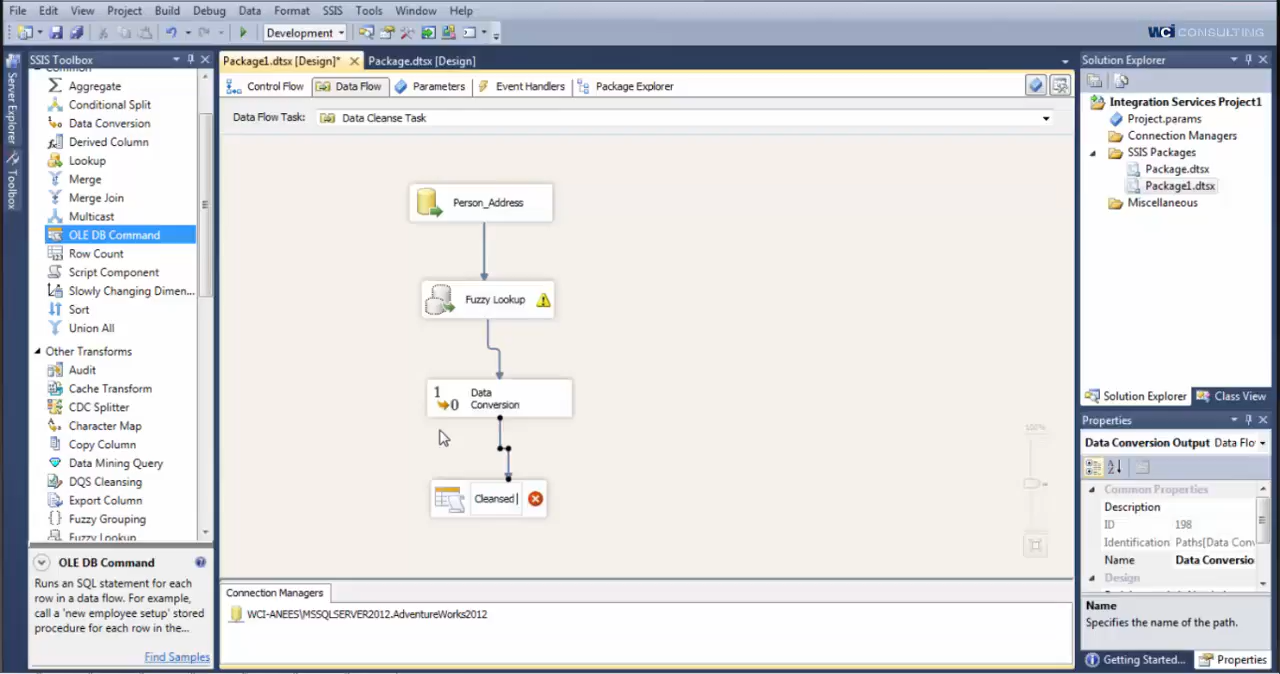 File Edit View Project Build Debug Data Format SSIS Tools Window Help
Development
WCI CONSULTING
Server Explorer
Toolbox
SSIS Toolbox
Common
Aggregate
Conditional Split
Data Conversion
Derived Column
Lookup
Merge
Merge Join
Multicast
OLE DB Command
Row Count
Script Component
Slowly Changing Dimen...
Sort
Union All
Other Transforms
Audit
Cache Transform
CDC Splitter
Character Map
Copy Column
Data Mining Query
DQS Cleansing
Export Column
Fuzzy Grouping
Fuzzy Lookup
OLE DB Command
Runs an SQL statement for each
row in a data flow. For example,
call a 'new employee setup' stored
procedure for each row in the...
Find Samples
Package1.dtsx [Design]* Package.dtsx [Design]
Control Flow Data Flow Parameters Event Handlers Package Explorer
Data Flow Task: Data Cleanse Task
Person_Address
Fuzzy Lookup
1
0
Data
Conversion
Cleansed
100%
Connection Managers
WCI-ANEES\MSSQLSERVER2012.AdventureWorks2012
Solution Explorer
Integration Services Project1
Project.params
Connection Managers
SSIS Packages
Package.dtsx
Package1.dtsx
Miscellaneous
Solution Explorer Class View
Properties
Data Conversion Output Data Flo
Common Properties
Description
ID 198
Identification Paths[Data Con
Name Data Conversio
Design
Name
Specifies the name of the path.
Getting Started... Properties